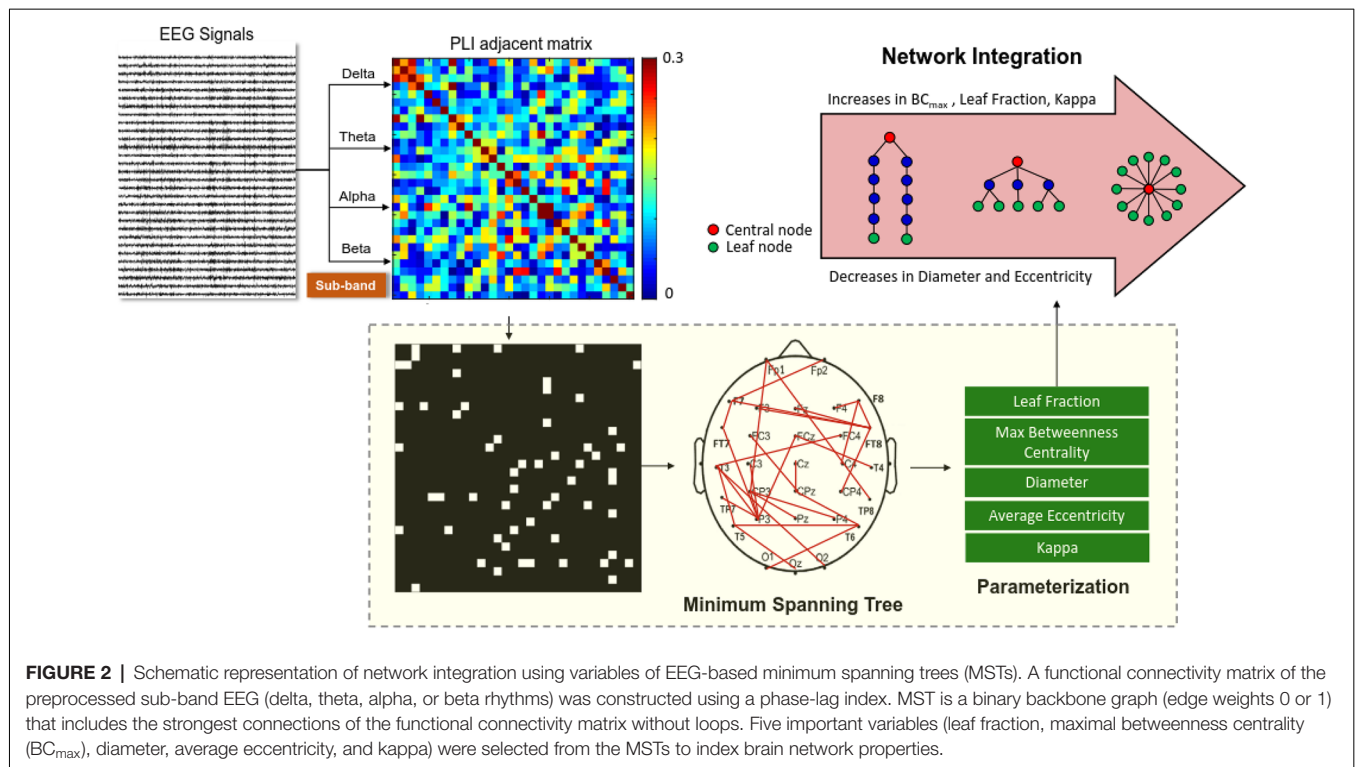 EEG Signals
PLI adjacent matrix
Delta
Theta
Alpha
Beta
Sub-band
0.3
0
Network Integration
Increases in BCmax , Leaf Fraction, Kappa
Central node
Leaf node
Decreases in Diameter and Eccentricity
Fp1 Fp2
F7 F3 Fz F4 F8
FT7 FC3 FCz FC4 FT8
T3 C3 Cz C4 T4
TP7 CP3 CPz CP4 TP8
T5 P3 Pz P4 T6
O1 Oz O2
Minimum Spanning Tree
Leaf Fraction
Max Betweenness
Centrality
Diameter
Average Eccentricity
Kappa
Parameterization
FIGURE 2 | Schematic representation of network integration using variables of EEG-based minimum spanning trees (MSTs). A functional connectivity matrix of the
preprocessed sub-band EEG (delta, theta, alpha, or beta rhythms) was constructed using a phase-lag index. MST is a binary backbone graph (edge weights 0 or 1)
that includes the strongest connections of the functional connectivity matrix without loops. Five important variables (leaf fraction, maximal betweenness centrality
(BCmax), diameter, average eccentricity, and kappa) were selected from the MSTs to index brain network properties.